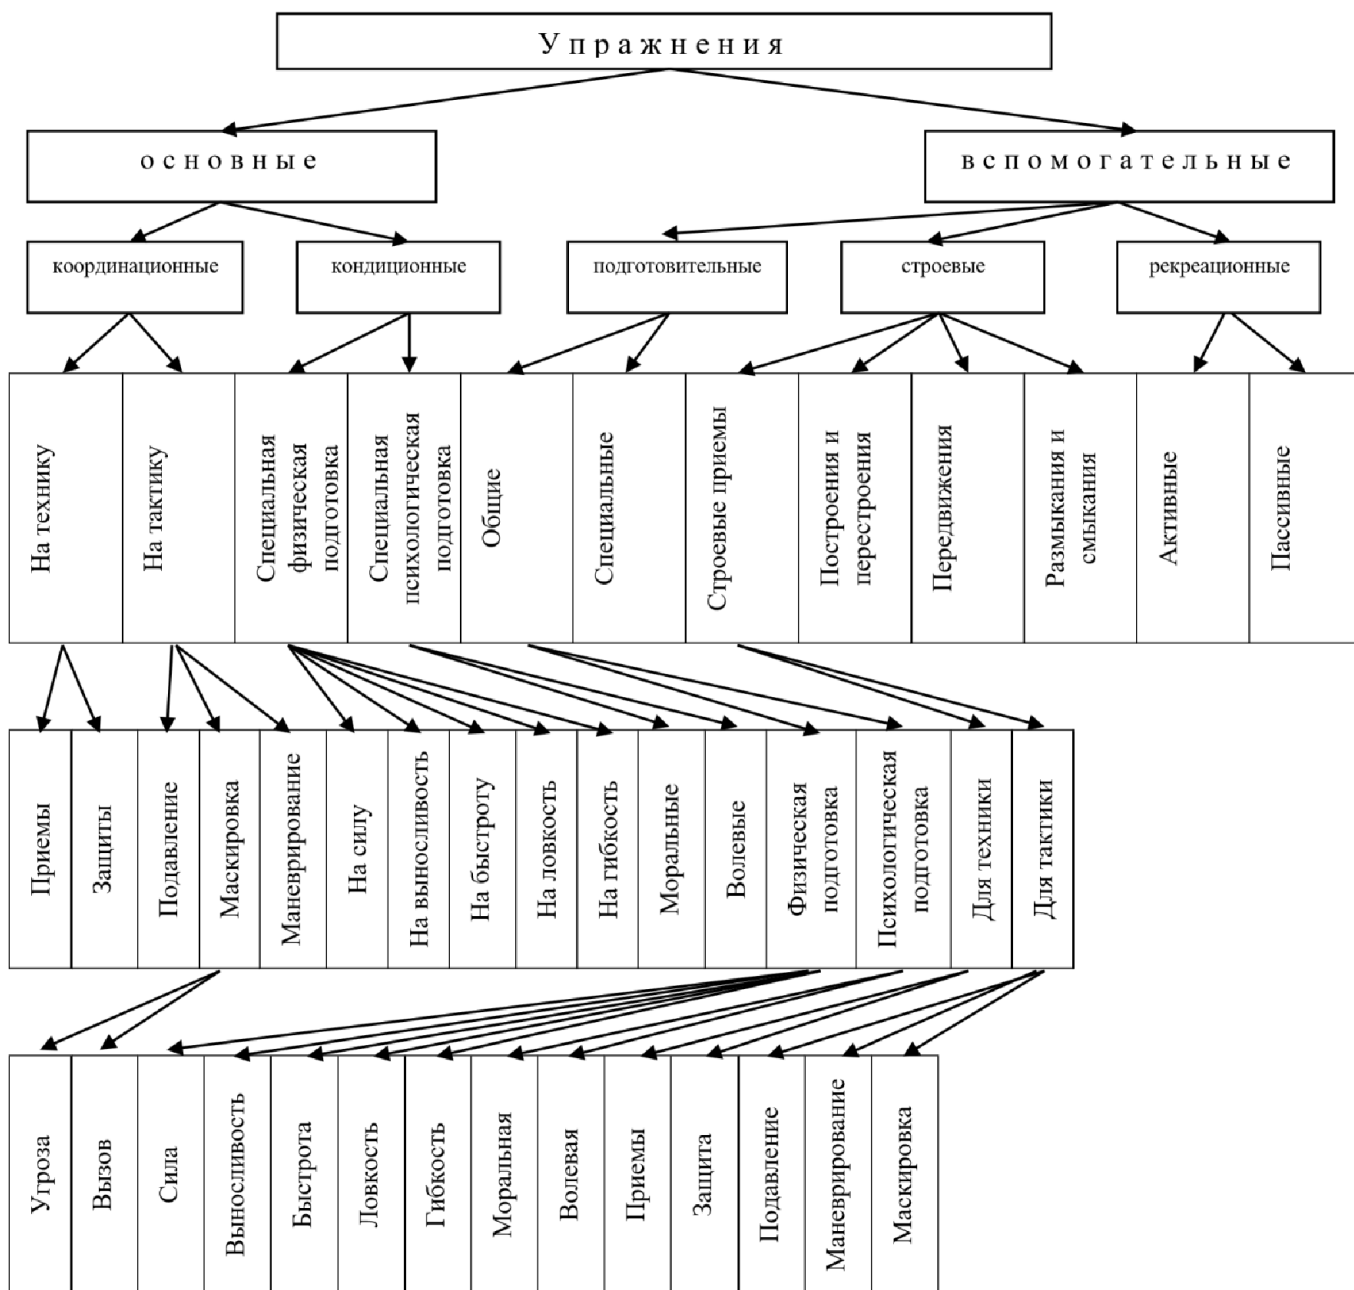 Упражнения
основные
вспомогательные
координационные
кондиционные
подготовительные
строевые
рекреационные
На технику
На тактику
Специальная
физическая
подготовка
Специальная
психологическая
подготовка
Общие
Специальные
Строевые приемы
Построения и
перестроения
Передвижения
Размыкания и
смыкания
Активные
Пассивные
Приемы
Защиты
Подавление
Маскировка
Маневрирование
На силу
На выносливость
На быстроту
На ловкость
На гибкость
Моральные
Волевые
Физическая
подготовка
Психологическая
подготовка
Для техники
Для тактики
Угроза
Вызов
Сила
Выносливость
Быстрота
Ловкость
Гибкость
Моральная
Волевая
Приемы
Защита
Подавление
Маневрирование
Маскировка